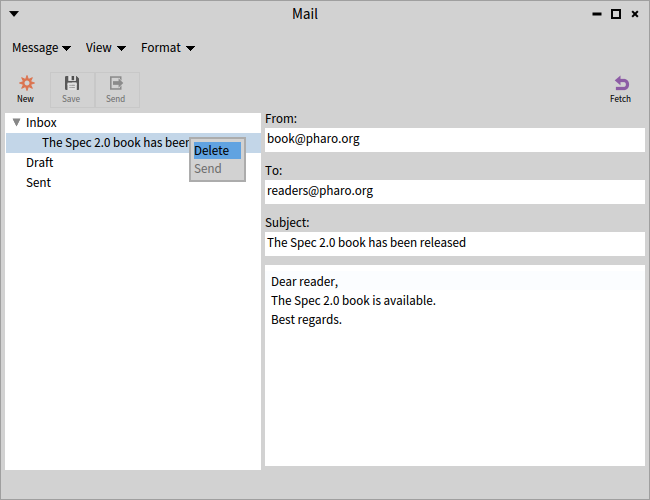 Mail
Message View Format
New Save Send Fetch
Inbox
The Spec 2.0 book has been
Draft
Sent
Delete
Send
From:
book@pharo.org
To:
readers@pharo.org
Subject:
The Spec 2.0 book has been released
Dear reader,
The Spec 2.0 book is available.
Best regards.